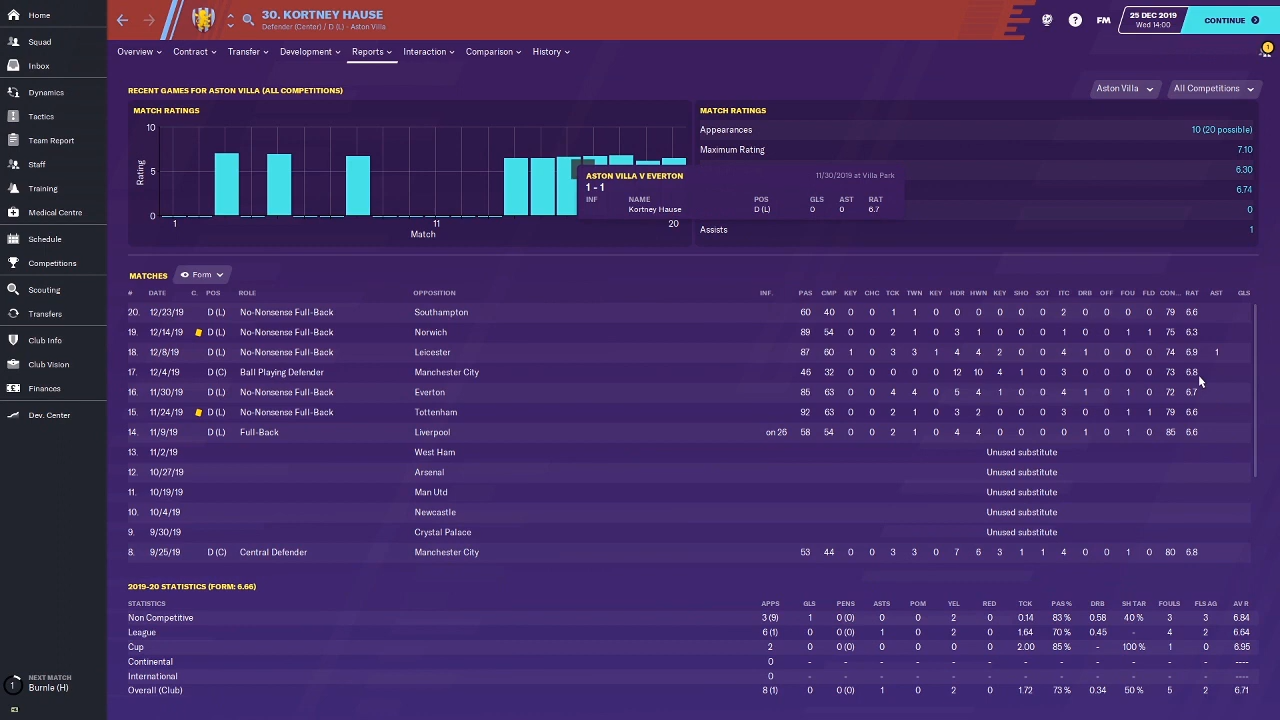 Home
Squad
Inbox
Dynamics
Tactics
Team Report
Staff
Training
Medical Centre
Schedule
Competitions
Scouting
Transfers
Club Info
Club Vision
Finances
Dev. Center
1
NEXT MATCH
Burnle (H)
30. KORTNEY HAUSE
Defender (Center) / D (L) - Aston Villa
?
FM
25 DEC 2019
Wed 14:00
CONTINUE
Overview
Contract
Transfer
Development
Reports
Interaction
Comparison
History
1
RECENT GAMES FOR ASTON VILLA (ALL COMPETITIONS)
Aston Villa
All Competitions
MATCH RATINGS
10
5
0
Rating
1
11
20
Match
MATCH RATINGS
Appearances 10 (20 possible)
Maximum Rating 7.10
6.30
6.74
0
Assists 1
ASTON VILLA V EVERTON 11/30/2019 at Villa Park
1 - 1
INF NAME POS GLS AST RAT
Kortney Hause D (L) 0 0 6.7
MATCHES
Form
# DATE C. POS ROLE OPPOSITION INF. PAS CMP KEY CHC TCK TWN KEY HDR HWN KEY SHO SOT ITC DRB OFF FOU FLD CON... RAT AST GLS
20. 12/23/19 D (L) No-Nonsense Full-Back Southampton 60 40 0 0 1 1 0 0 0 0 0 0 2 0 0 0 0 79 6.6
19. 12/14/19 D (L) No-Nonsense Full-Back Norwich 89 54 0 0 2 1 0 3 1 0 0 0 1 0 0 1 1 75 6.3
18. 12/8/19 D (L) No-Nonsense Full-Back Leicester 87 60 1 0 3 3 1 4 4 2 0 0 4 1 0 0 0 74 6.9 1
17. 12/4/19 D (C) Ball Playing Defender Manchester City 46 32 0 0 0 0 0 12 10 4 1 0 3 0 0 0 0 73 6.8
16. 11/30/19 D (L) No-Nonsense Full-Back Everton 85 63 0 0 4 4 0 5 4 1 0 0 4 1 0 1 0 72 6.7
15. 11/24/19 D (L) No-Nonsense Full-Back Tottenham 92 63 0 0 2 1 0 3 2 0 0 0 3 0 0 1 1 79 6.6
14. 11/9/19 D (L) Full-Back Liverpool on 26 58 54 0 0 2 1 0 4 4 0 0 0 0 1 0 1 0 85 6.6
13. 11/2/19 West Ham Unused substitute
12. 10/27/19 Arsenal Unused substitute
11. 10/19/19 Man Utd Unused substitute
10. 10/4/19 Newcastle Unused substitute
9. 9/30/19 Crystal Palace Unused substitute
8. 9/25/19 D (C) Central Defender Manchester City 53 44 0 0 3 3 0 7 6 3 1 1 4 0 0 1 0 80 6.8
2019-20 STATISTICS (FORM: 6.66)
STATISTICS APPS GLS PENS ASTS POM YEL RED TCK PAS % DRB SH TAR FOULS FLS AG AV R
Non Competitive 3 (9) 1 0 (0) 0 0 2 0 0.14 83 % 0.58 40 % 3 3 6.84
League 6 (1) 0 0 (0) 1 0 2 0 1.64 70 % 0.45 - 4 2 6.64
Cup 2 0 0 (0) 0 0 0 0 2.00 85 % - 100 % 1 0 6.95
Continental 0 - - - - - - - - - - - - ----
International 0 - - - - - - - - - - - - ----
Overall (Club) 8 (1) 0 0 (0) 1 0 2 0 1.72 73 % 0.34 50 % 5 2 6.71